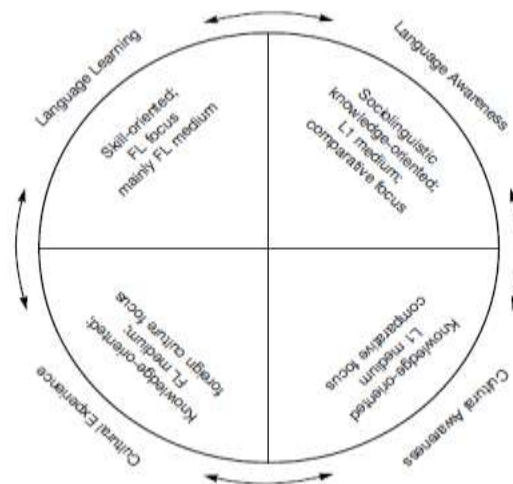 Language Learning
Language Awareness
Skill-oriented;
FL focus
mainly FL medium
Sociolinguistic
knowledge-oriented;
L1 medium;
comparative focus
Knowledge-oriented;
FL medium;
foreign culture focus
Knowledge-oriented
L1 medium
comparative focus
Cultural Experience
Cultural Awareness